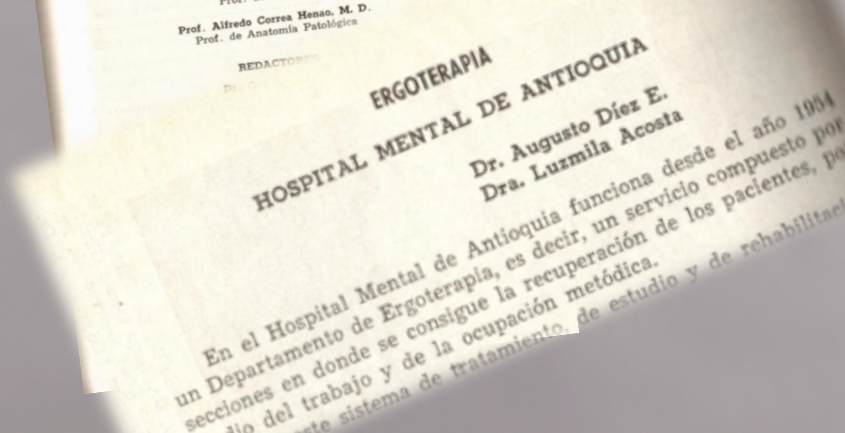 Prof. Alfredo Correa Henao, M. D.
Prof. de Anatomía Patológica
ERGOTERAPIA
HOSPITAL MENTAL DE ANTIOQUIA
Dr. Augusto Díez E.
Dra. Luzmila Acosta
En el Hospital Mental de Antioquia funciona desde el año 1954
un Departamento de Ergoterapia, es decir, un servicio compuesto por
secciones en donde se consigue la recuperación de los pacientes,
del trabajo y de la ocupación metódica.
sistema de tratamiento, de estudio y de